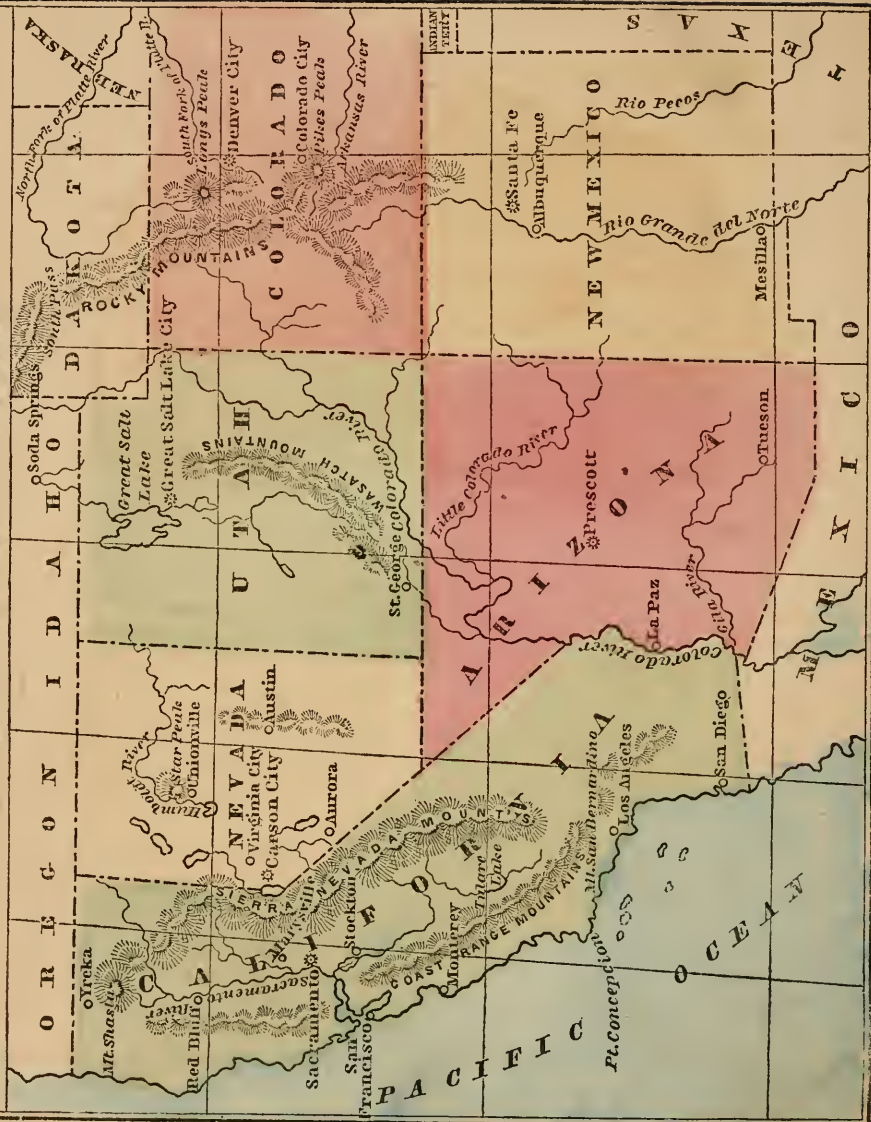 OREGON
IDAHO
DAKOTA
NEBRASKA
North Fork of Platte River
South Fork of Platte R.
Soda Springs
South Pass
ROCKY MOUNTAINS
Yreka
Mt. Shasta
Red Bluff
Sacramento River
Marysville
Sacramento
San Francisco
Stockton
Monterey
CALIFORNIA
SIERRA NEVADA MOUNT'NS
COAST RANGE MOUNTAINS
Tulare Lake
Mt. San Bernardino
Los Angeles
San Diego
Pt. Concepcion
PACIFIC OCEAN
Humboldt River
Star Peak
Unionville
NEVADA
Virginia City
Carson City
Austin
Aurora
Great Salt Lake
Great Salt Lake City
UTAH
WASATCH MOUNTAINS
St. George
Colorado River
Longs Peak
Denver City
COLORADO
Colorado City
Pikes Peak
Arkansas River
INDIAN TERY
TEXAS
ARIZONA
Little Colorado River
Prescott
La Paz
Colorado River
Gila River
Tucson
NEW MEXICO
Santa Fe
Albuquerque
Rio Pecos
Rio Grande del Norte
Mesilla
MEXICO